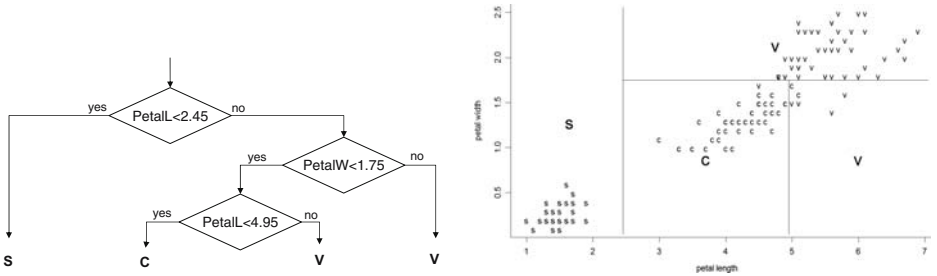 yes PetalL<2.45 no
yes PetalW<1.75 no
yes PetalL<4.95 no
S C V V
petal width
2.5
2.0
1.5
1.0
0.5
V
S
C V
1 2 3 4 5 6 7
petal length